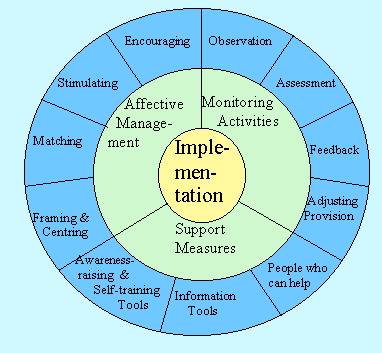 Encouraging
Observation
Stimulating
Assessment
Affective
Manage-
ment
Monitoring
Activities
Matching
Imple-
men-
tation
Feedback
Framing &
Centring
Support
Measures
Adjusting
Provision
Awareness-
raising &
Self-training
Tools
Information
Tools
People who
can help